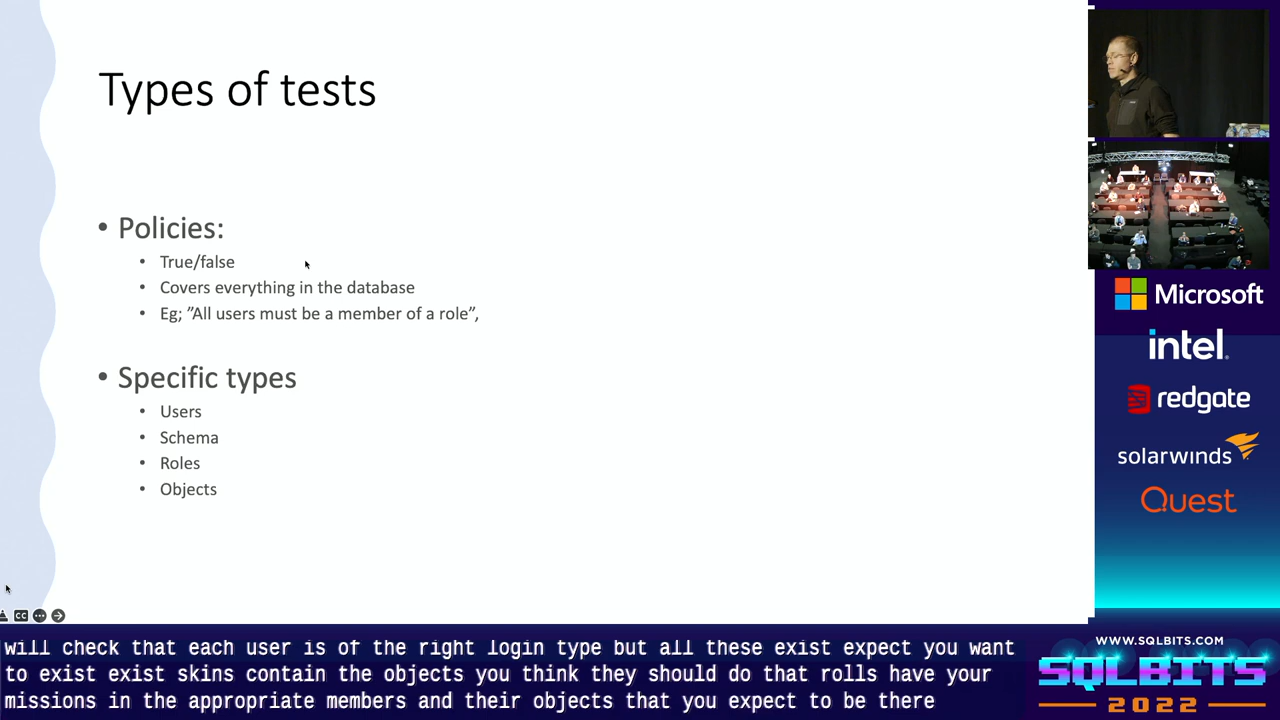 Types of tests
• Policies:
• True/false
• Covers everything in the database
• Eg; ”All users must be a member of a role”,
• Specific types
• Users
• Schema
• Roles
• Objects
CC
Microsoft
intel.
redgate
solarwinds
Quest
will check that each user is of the right login type but all these exist expect you want
to exist exist skins contain the objects you think they should do that rolls have your
missions in the appropriate members and their objects that you expect to be there
WWW.SQLBITS.COM
SQLBITS
2022